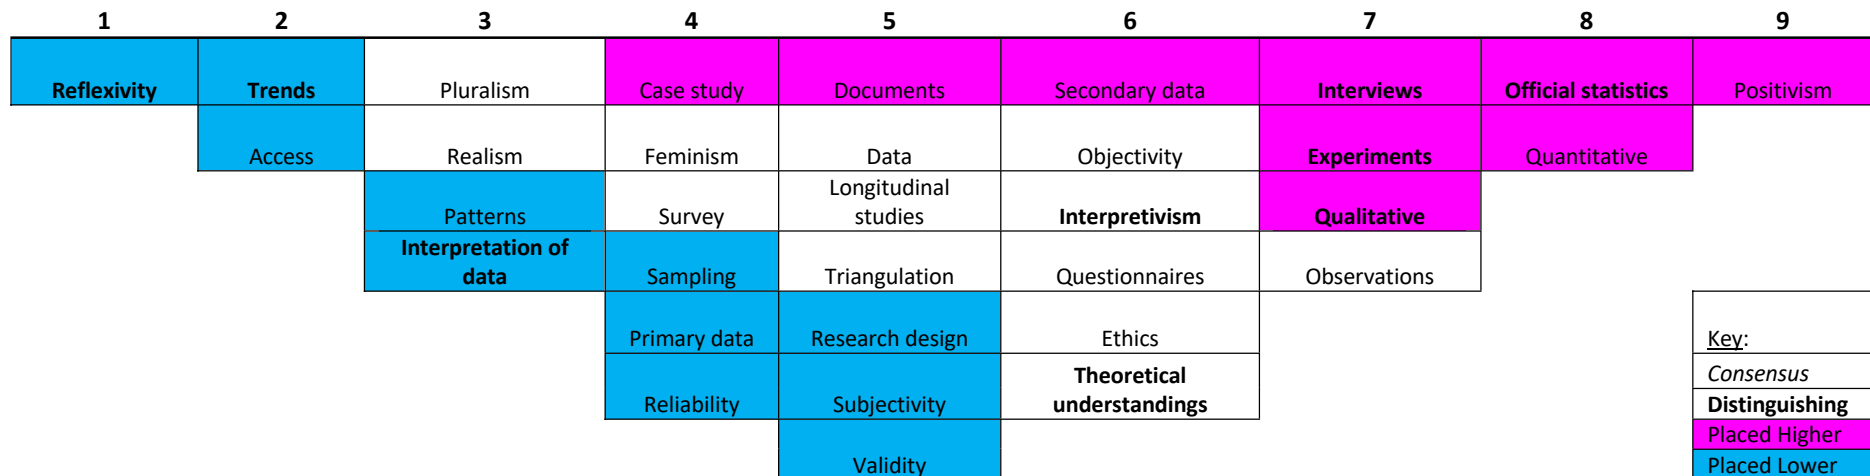 1 2 3 4 5 6 7 8 9
Reflexivity Trends Pluralism Case study Documents Secondary data Interviews Official statistics Positivism
Access Realism Feminism Data Objectivity Experiments Quantitative
Patterns Survey Longitudinal studies Interpretivism Qualitative
Interpretation of data Sampling Triangulation Questionnaires Observations
Primary data Research design Ethics Key:
Consensus
Reliability Subjectivity Theoretical understandings Distinguishing
Placed Higher
Validity Placed Lower